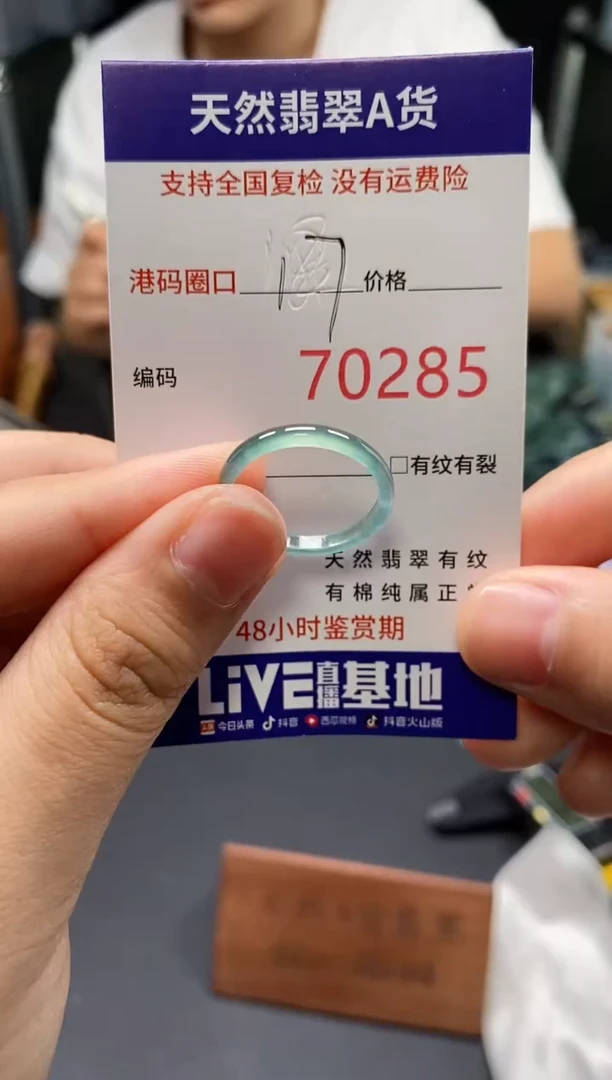 天然翡翠A货
支持全国复检 没有运费险
港码圈口 17 价格
编码 70285
□有纹有裂
天然翡翠有纹
有棉纯属正
48小时鉴赏期
LiVE直播基地
头条 今日头条 抖音 西瓜视频 抖音火山版